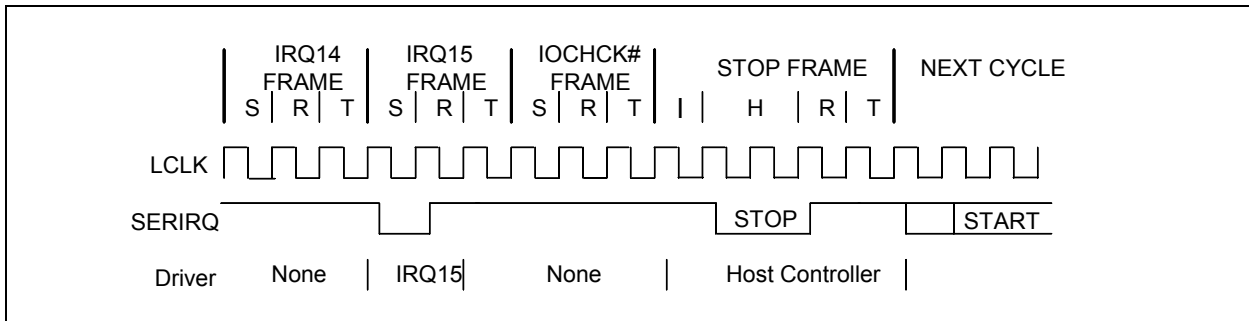 IRQ14 FRAME
IRQ15 FRAME
IOCHCK# FRAME
STOP FRAME
NEXT CYCLE
S R T S R T S R T I H R T
LCLK
SERIRQ STOP START
Driver None IRQ15 None Host Controller